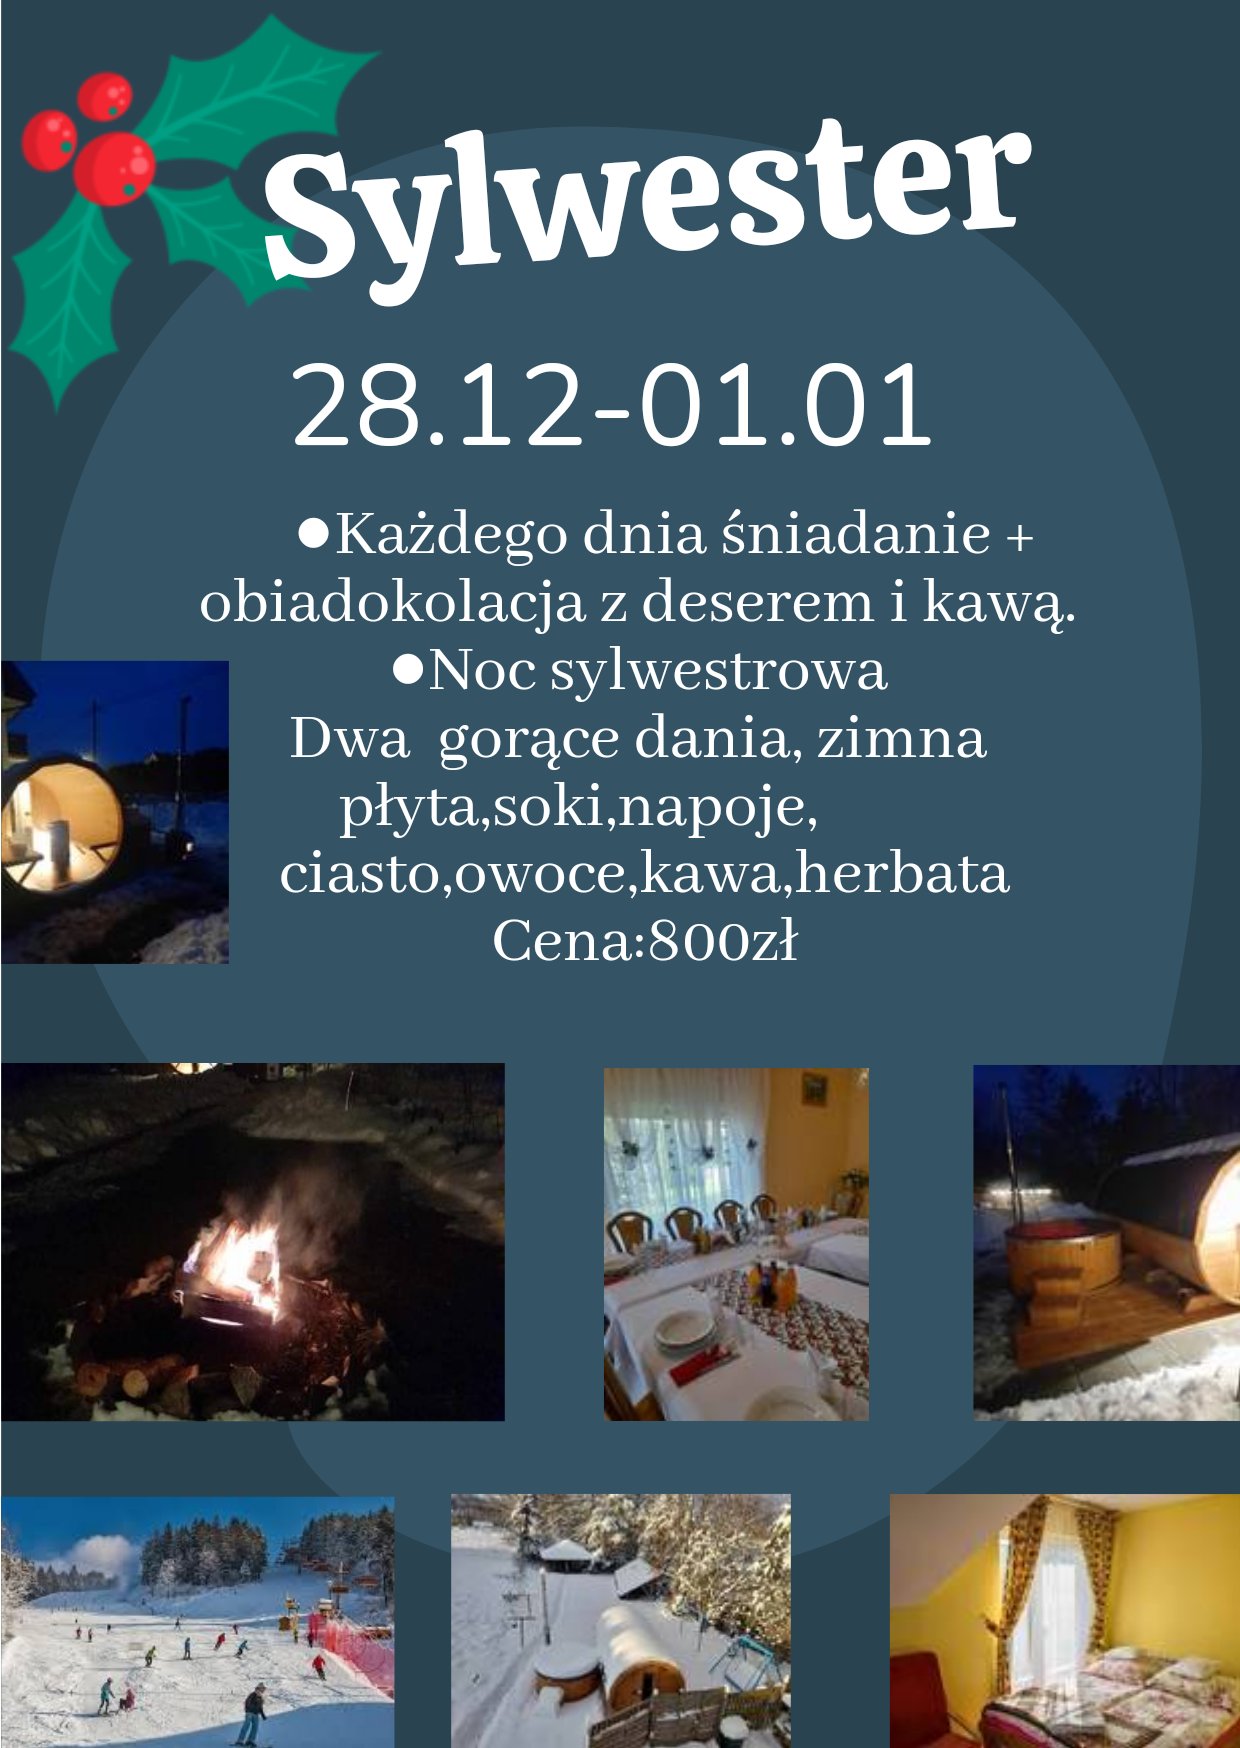 Sylwester
28.12-01.01
●Każdego dnia śniadanie +
obiadokolacja z deserem i kawą.
●Noc sylwestrowa
Dwa  gorące dania, zimna
płyta,soki,napoje,
ciasto,owoce,kawa,herbata
Cena:800zł